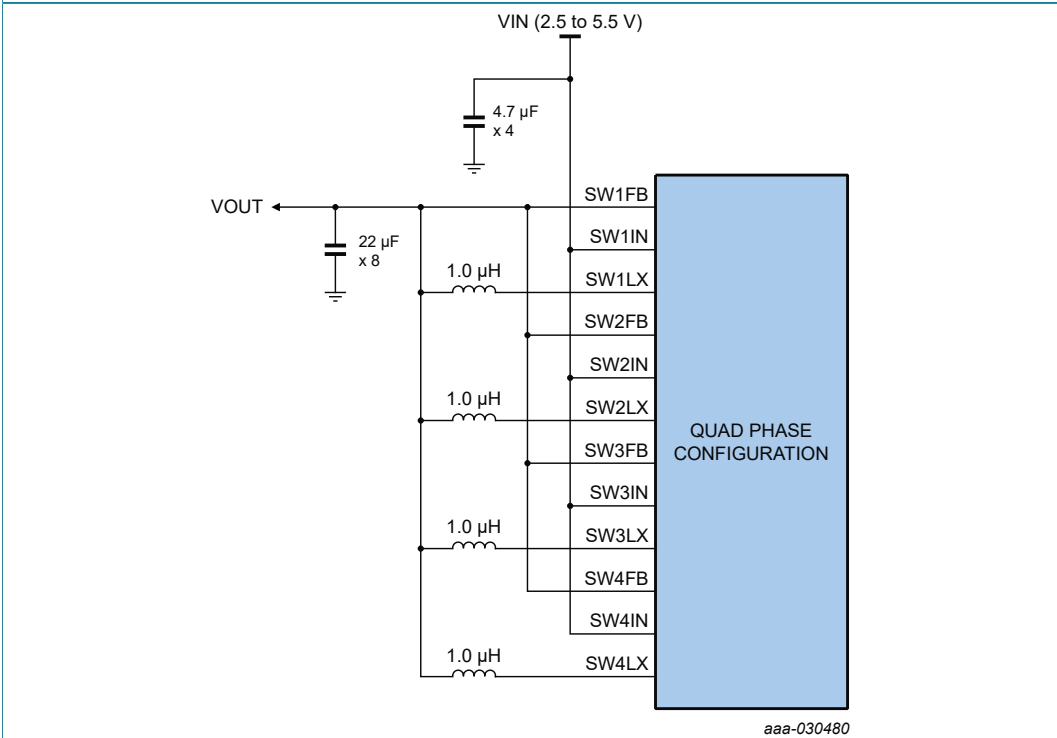 VIN (2.5 to 5.5 V)
4.7 µF
x 4
SW1FB
VOUT
SW1IN
22 µF
x 8
1.0 µH
SW1LX
SW2FB
SW2IN
1.0 µH
SW2LX
QUAD PHASE
CONFIGURATION
SW3FB
SW3IN
1.0 µH
SW3LX
SW4FB
SW4IN
1.0 µH
SW4LX
aaa-030480